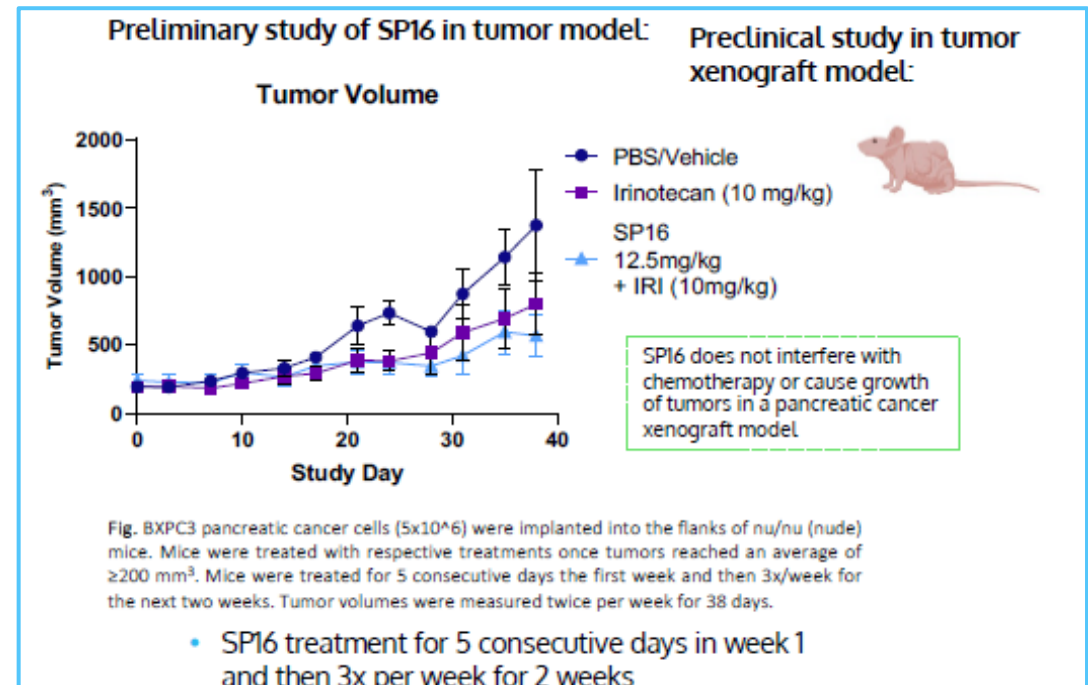 Preliminary study of SP16 in tumor model:
Preclinical study in tumor
xenograft model:
Tumor Volume
Tumor Volume (mm³)
2000
1500
1000
500
0
0
10
20
30
40
Study Day
PBS/Vehicle
Irinotecan (10 mg/kg)
SP16
12.5mg/kg
+ IRI (10mg/kg)
SP16 does not interfere with
chemotherapy or cause growth
of tumors in a pancreatic cancer
xenograft model
Fig. BXPC3 pancreatic cancer cells (5x10^6) were implanted into the flanks of nu/nu (nude)
mice. Mice were treated with respective treatments once tumors reached an average of
≥200 mm³. Mice were treated for 5 consecutive days the first week and then 3x/week for
the next two weeks. Tumor volumes were measured twice per week for 38 days.
• SP16 treatment for 5 consecutive days in week 1
and then 3x per week for 2 weeks